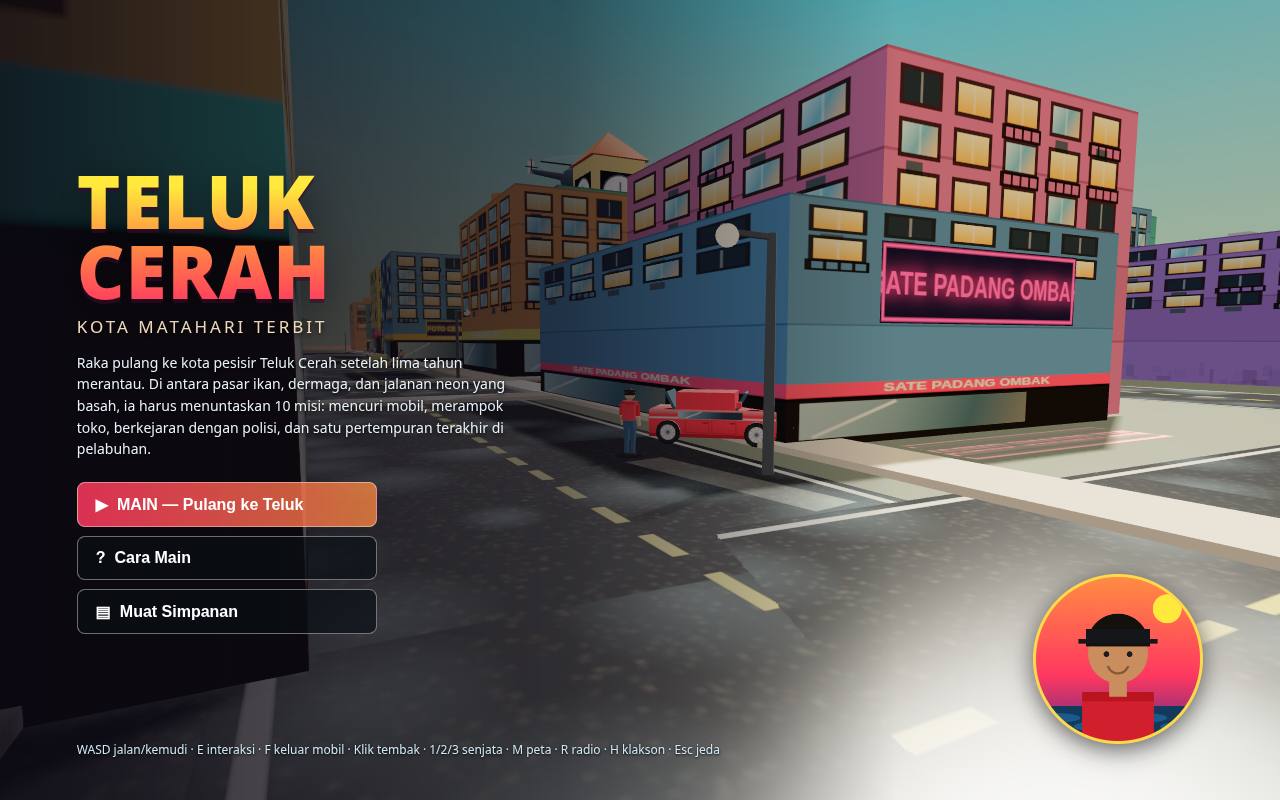 TELUK
CERAH
KOTA MATAHARI TERBIT
Raka pulang ke kota pesisir Teluk Cerah setelah lima tahun
merantau. Di antara pasar ikan, dermaga, dan jalanan neon yang
basah, ia harus menuntaskan 10 misi: mencuri mobil, merampok
toko, berkejaran dengan polisi, dan satu pertempuran terakhir di
pelabuhan.
▶ MAIN — Pulang ke Teluk
? Cara Main
▤ Muat Simpanan
WASD jalan/kemudi · E interaksi · F keluar mobil · Klik tembak · 1/2/3 senjata · M peta · R radio · H klakson · Esc jeda
ATE PADANG OMBA
SATE PADANG OMBAK
SATE PADANG OMBAK